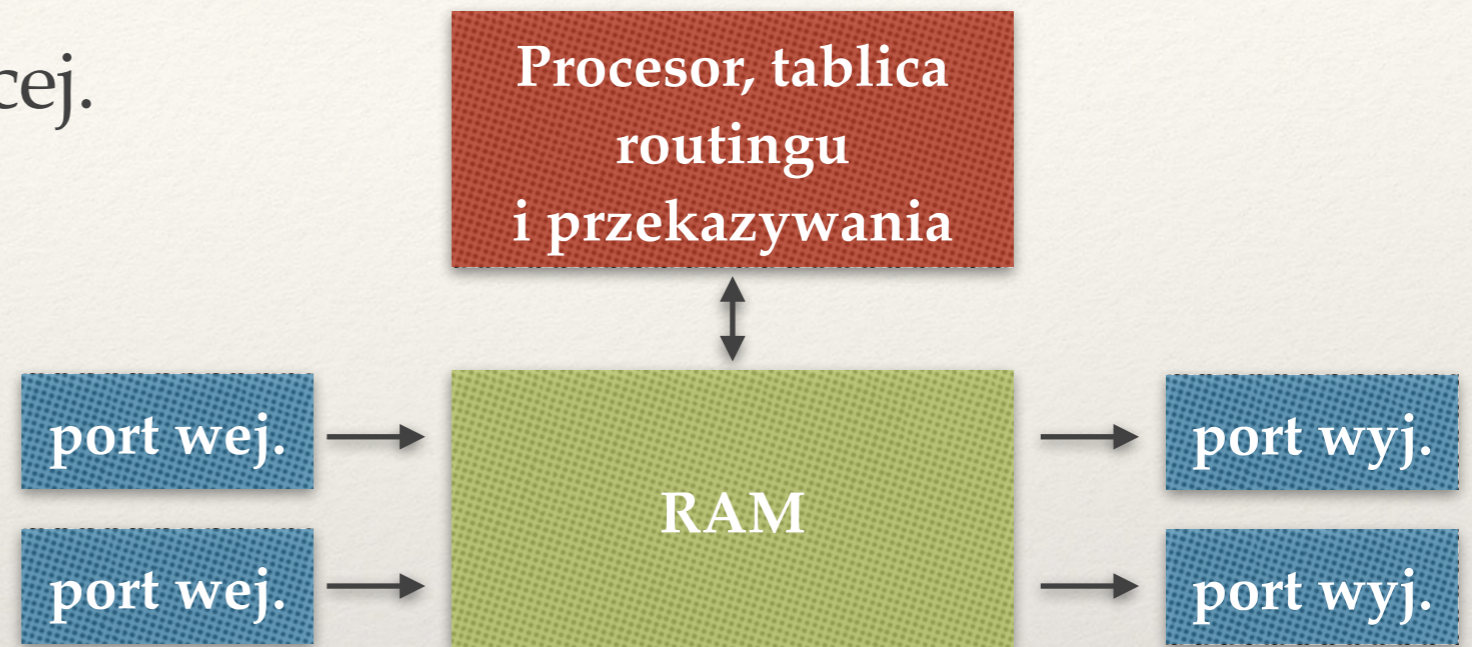 cej.
Procesor, tablica
routingu
i przekazywania
port wej.
port wyj.
RAM
port wej.
port wyj.